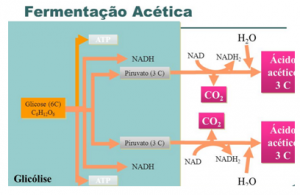 Fermentação Acética
ATP
NADH
Piruvato (3 C)
NAD
NADH₂
H₂O
Ácido
acético
3 C
CO₂
Glicose (6C)
C₆H₁₂O₆
CO₂
Piruvato (3 C)
NAD
NADH₂
Ácido
acético
3 C
NADH
H₂O
Glicólise
ATP